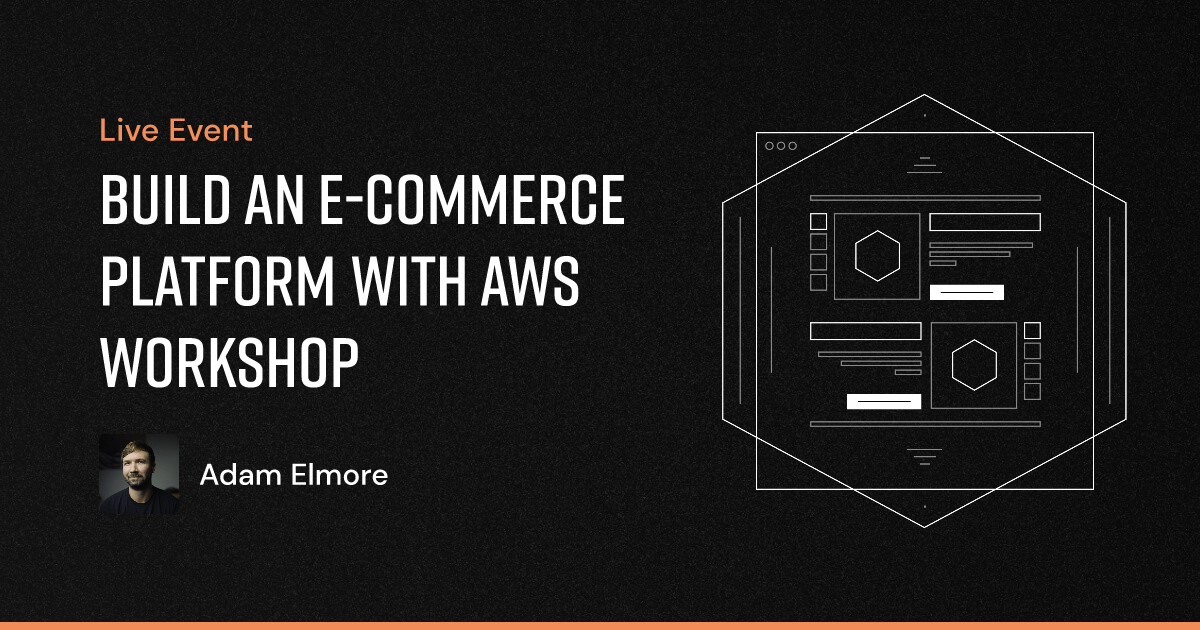 Live Event
BUILD AN E-COMMERCE
PLATFORM WITH AWS
WORKSHOP
Adam Elmore